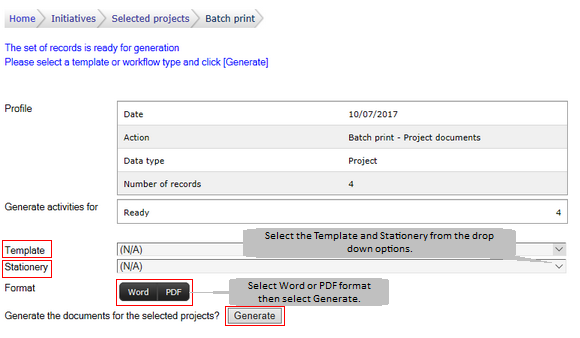 Home Initiatives Selected projects Batch print
The set of records is ready for generation
Please select a template or workflow type and click [Generate]
Profile
Date 10/07/2017
Action Batch print - Project documents
Data type Project
Number of records 4
Generate activities for
Ready 4
Select the Template and Stationery from the drop
down options.
Template (N/A)
Stationery (N/A)
Format Word PDF
Select Word or PDF format
then select Generate.
Generate the documents for the selected projects? Generate